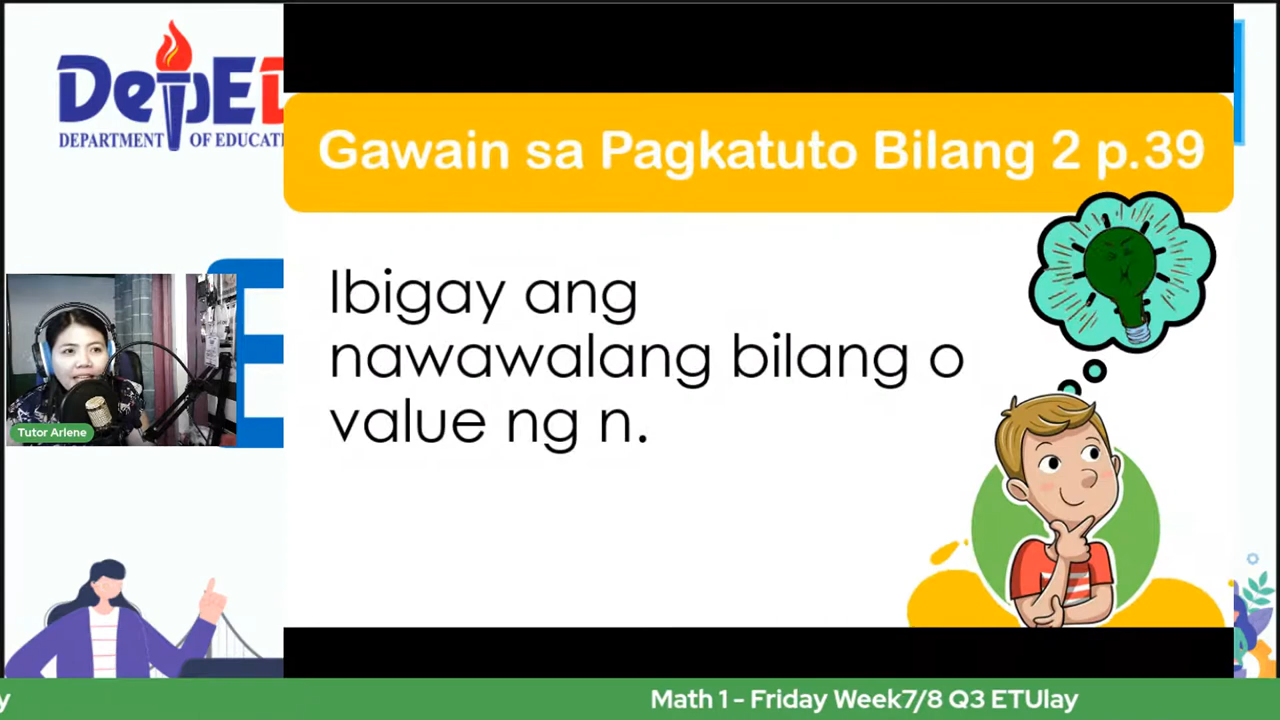 DepED
DEPARTMENT OF EDUCATI
Gawain sa Pagkatuto Bilang 2 p.39
Ibigay ang
nawawalang bilang o
value ng n.
Tutor Arlene
E
y
Math 1 - Friday Week7/8 Q3 ETUlay